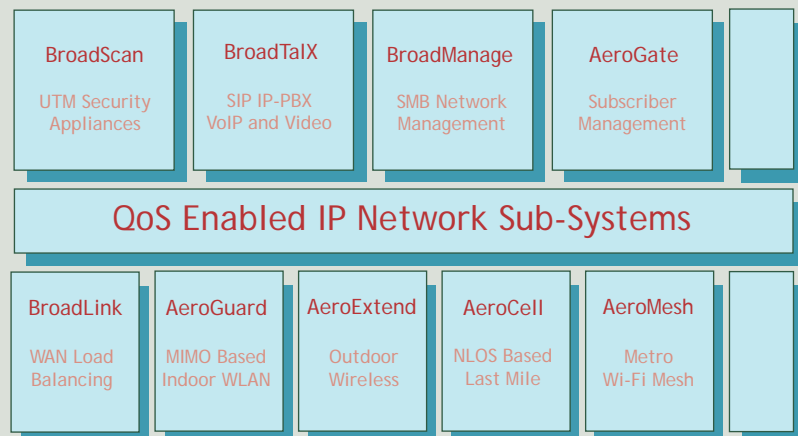 BroadScan
UTM Security
Appliances
BroadTalX
SIP IP-PBX
VoIP and Video
BroadManage
SMB Network
Management
AeroGate
Subscriber
Management
QoS Enabled IP Network Sub-Systems
BroadLink
WAN Load
Balancing
AeroGuard
MIMO Based
Indoor WLAN
AeroExtend
Outdoor
Wireless
AeroCell
NLOS Based
Last Mile
AeroMesh
Metro
Wi-Fi Mesh